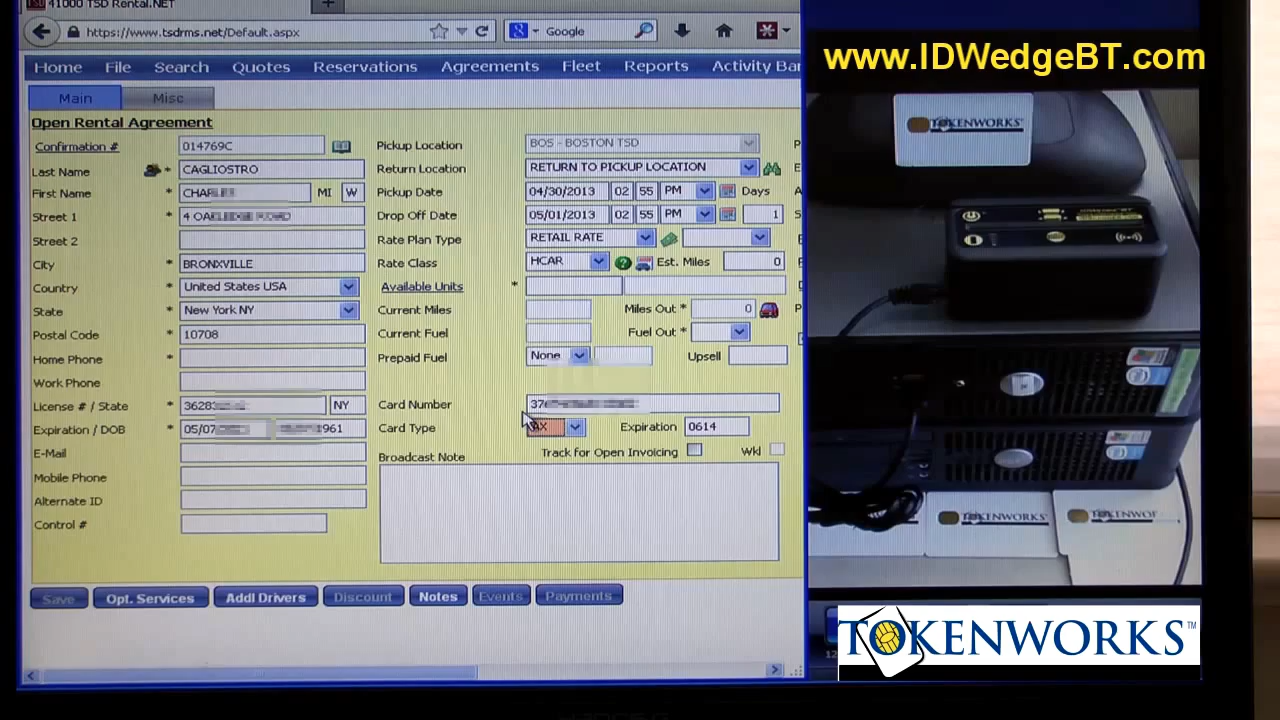 41000 TSD Rental.NET
https://www.tsdrms.net/Default.aspx
Google
www.IDWedgeBT.com
Home File Search Quotes Reservations Agreements Fleet Reports Activity Bar
Main Misc
Open Rental Agreement
Confirmation # 014769C Pickup Location BOS - BOSTON TSD
Last Name * CAGLIOSTRO Return Location RETURN TO PICKUP LOCATION
First Name * MI W Pickup Date 04/30/2013 02 55 PM Days
Street 1 * 4 Drop Off Date 05/01/2013 02 55 PM 1
Street 2 Rate Plan Type RETAIL RATE
City * BRONXVILLE Rate Class HCAR Est. Miles 0
Country * United States USA Available Units *
State * New York NY Current Miles Miles Out * 0
Postal Code * 10708 Current Fuel Fuel Out *
Home Phone * Prepaid Fuel None Upsell
Work Phone
License # / State * NY Card Number
Expiration / DOB * 1961 Card Type AX Expiration 0614
E-Mail Track for Open Invoicing Wkl
Mobile Phone Broadcast Note
Alternate ID
Control #
Save Opt. Services Addl Drivers Discount Notes Events Payments
TOKENWORKS
TOKENWORKS
TOKENWORKS™